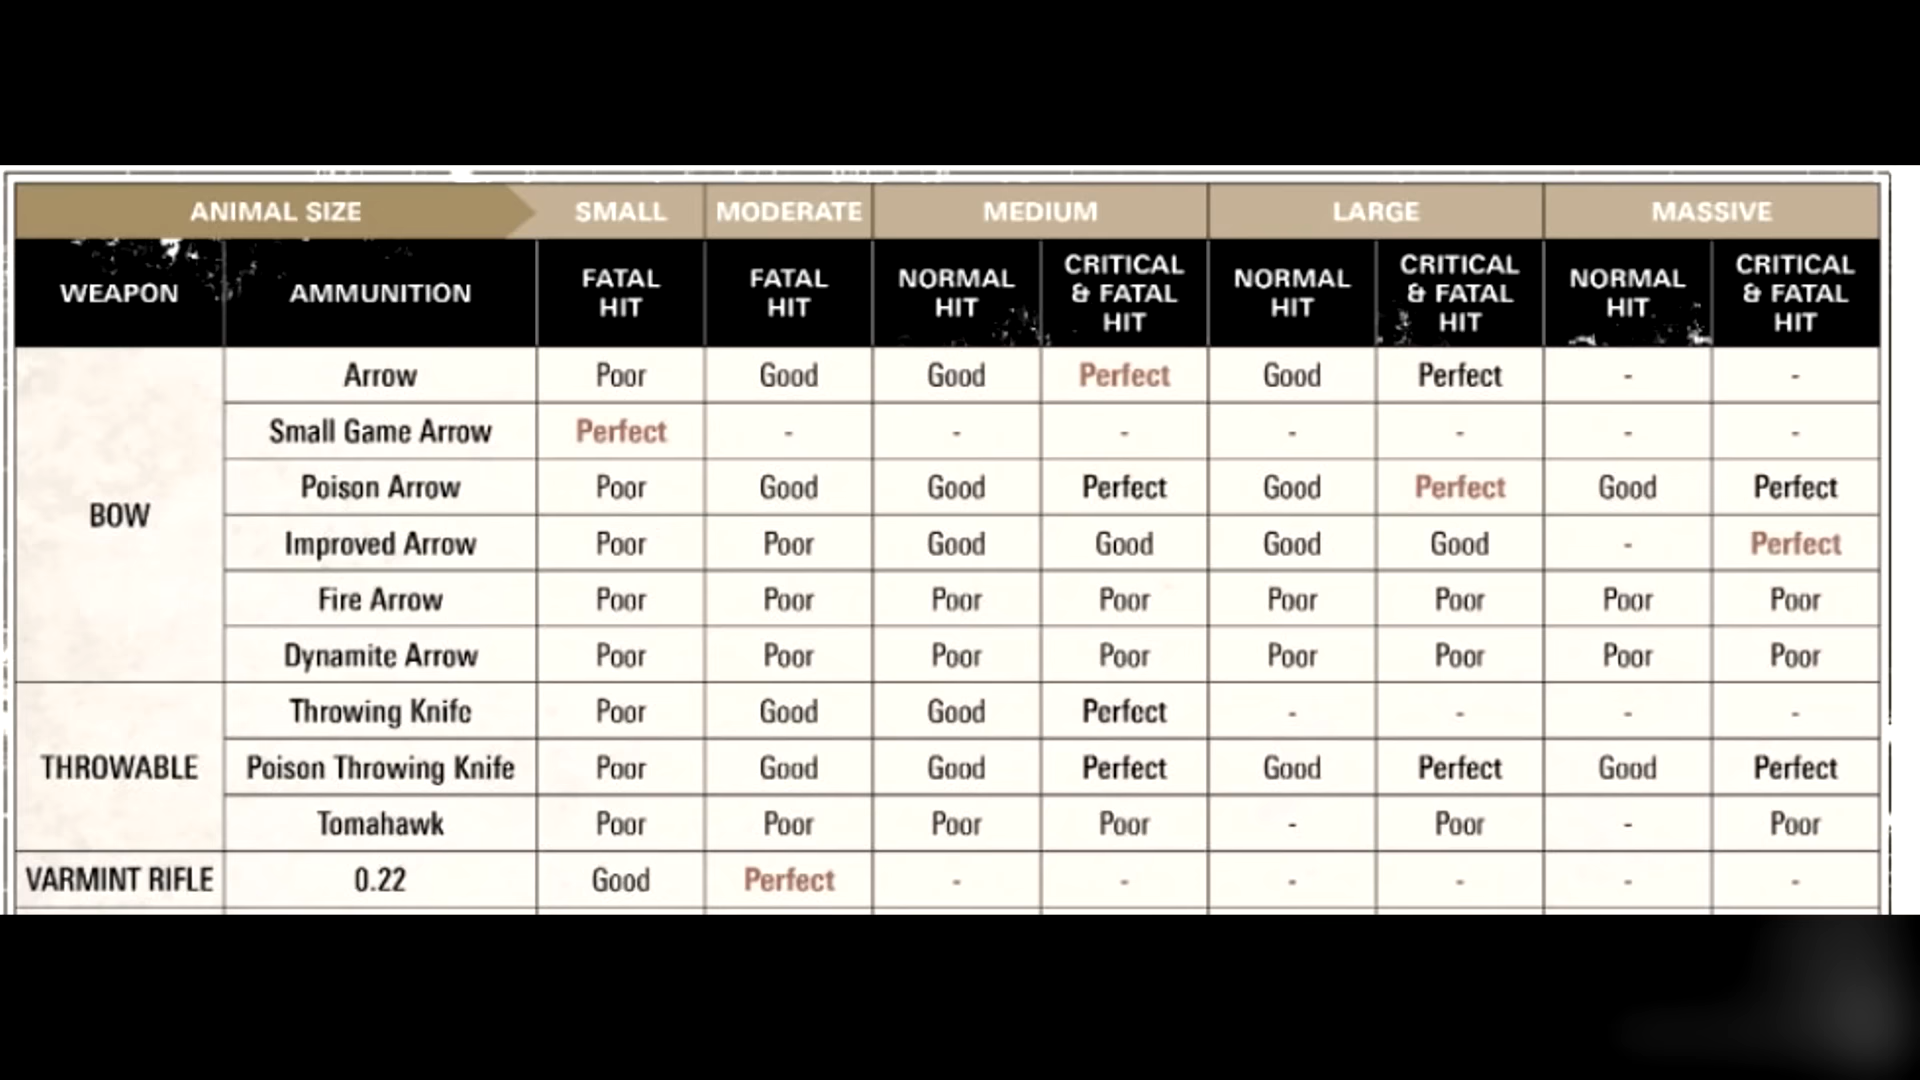 ANIMAL SIZE SMALL MODERATE MEDIUM LARGE MASSIVE
WEAPON AMMUNITION FATAL HIT FATAL HIT NORMAL HIT CRITICAL & FATAL HIT NORMAL HIT CRITICAL & FATAL HIT NORMAL HIT CRITICAL & FATAL HIT
BOW
Arrow Poor Good Good Perfect Good Perfect - -
Small Game Arrow Perfect - - - - - - -
Poison Arrow Poor Good Good Perfect Good Perfect Good Perfect
Improved Arrow Poor Poor Good Good Good Good - Perfect
Fire Arrow Poor Poor Poor Poor Poor Poor Poor Poor
Dynamite Arrow Poor Poor Poor Poor Poor Poor Poor Poor
THROWABLE
Throwing Knife Poor Good Good Perfect - - - -
Poison Throwing Knife Poor Good Good Perfect Good Perfect Good Perfect
Tomahawk Poor Poor Poor Poor - Poor - Poor
VARMINT RIFLE 0.22 Good Perfect - - - - - -